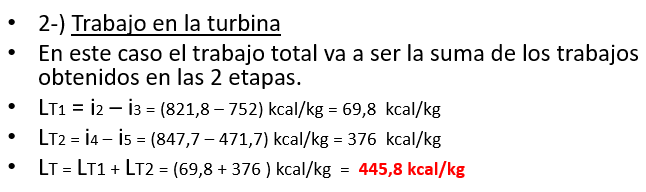 • 2-) Trabajo en la turbina
• En este caso el trabajo total va a ser la suma de los trabajos
obtenidos en las 2 etapas.
• LT1 = i2 – i3 = (821,8 – 752) kcal/kg = 69,8 kcal/kg
• LT2 = i4 – i5 = (847,7 – 471,7) kcal/kg = 376 kcal/kg
• LT = LT1 + LT2 = (69,8 + 376 ) kcal/kg = 445,8 kcal/kg